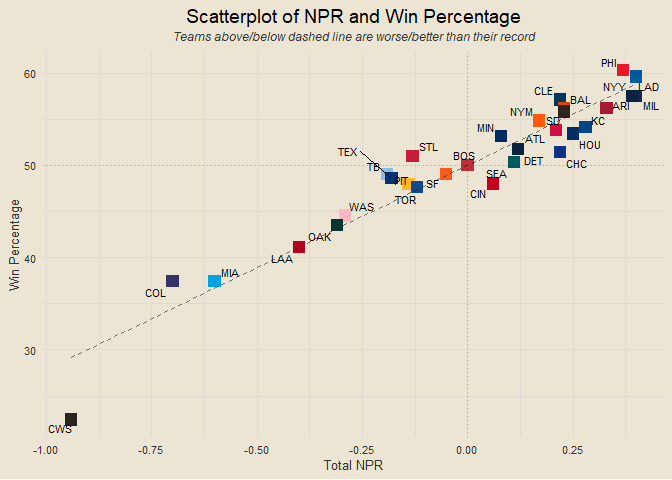 Scatterplot of NPR and Win Percentage
Teams above/below dashed line are worse/better than their record
Win Percentage
60
50
40
30
PHI
NYY
LAD
CLE
BAL
ARI
MIL
NYM
SD
KC
MIN
ATL
HOU
STL
BOS
DET
CHC
TEX
TB
PIT
SF
SEA
TOR
CIN
WAS
OAK
LAA
MIA
COL
CWS
-1.00
-0.75
-0.50
-0.25
0.00
0.25
Total NPR